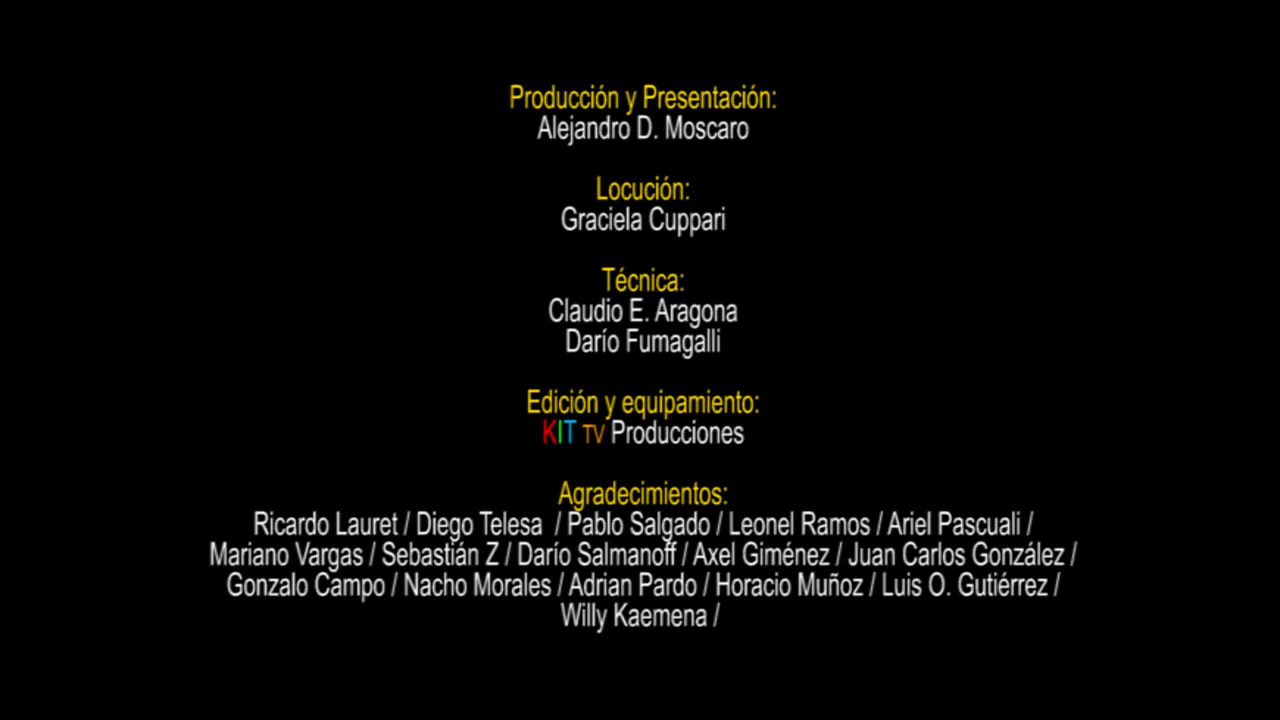 Producción y Presentación:
Alejandro D. Moscaro
Locución:
Graciela Cuppari
Técnica:
Claudio E. Aragona
Darío Fumagalli
Edición y equipamiento:
KIT TV Producciones
Agradecimientos:
Ricardo Lauret / Diego Telesa / Pablo Salgado / Leonel Ramos / Ariel Pascuali /
Mariano Vargas / Sebastián Z / Darío Salmanoff / Axel Giménez / Juan Carlos González /
Gonzalo Campo / Nacho Morales / Adrian Pardo / Horacio Muñoz / Luis O. Gutiérrez /
Willy Kaemena /